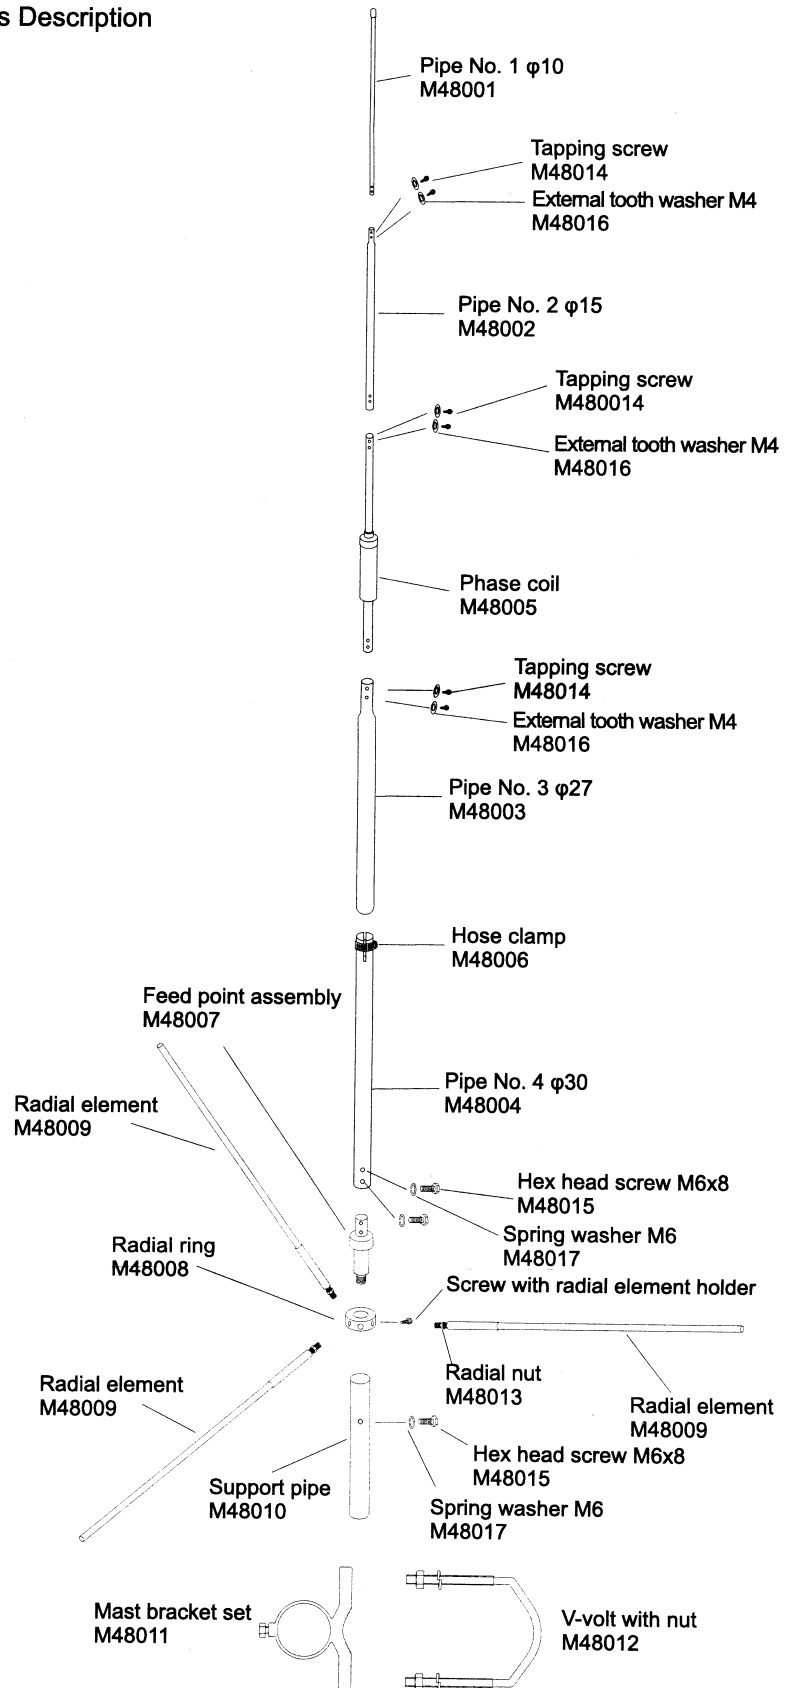 s Description
Pipe No. 1 φ10
M48001
Tapping screw
M48014
External tooth washer M4
M48016
Pipe No. 2 φ15
M48002
Tapping screw
M480014
External tooth washer M4
M48016
Phase coil
M48005
Tapping screw
M48014
External tooth washer M4
M48016
Pipe No. 3 φ27
M48003
Hose clamp
M48006
Feed point assembly
M48007
Pipe No. 4 φ30
M48004
Radial element
M48009
Hex head screw M6x8
M48015
Spring washer M6
M48017
Radial ring
M48008
Screw with radial element holder
Radial nut
M48013
Radial element
M48009
Radial element
M48009
Hex head screw M6x8
M48015
Support pipe
M48010
Spring washer M6
M48017
Mast bracket set
M48011
V-volt with nut
M48012